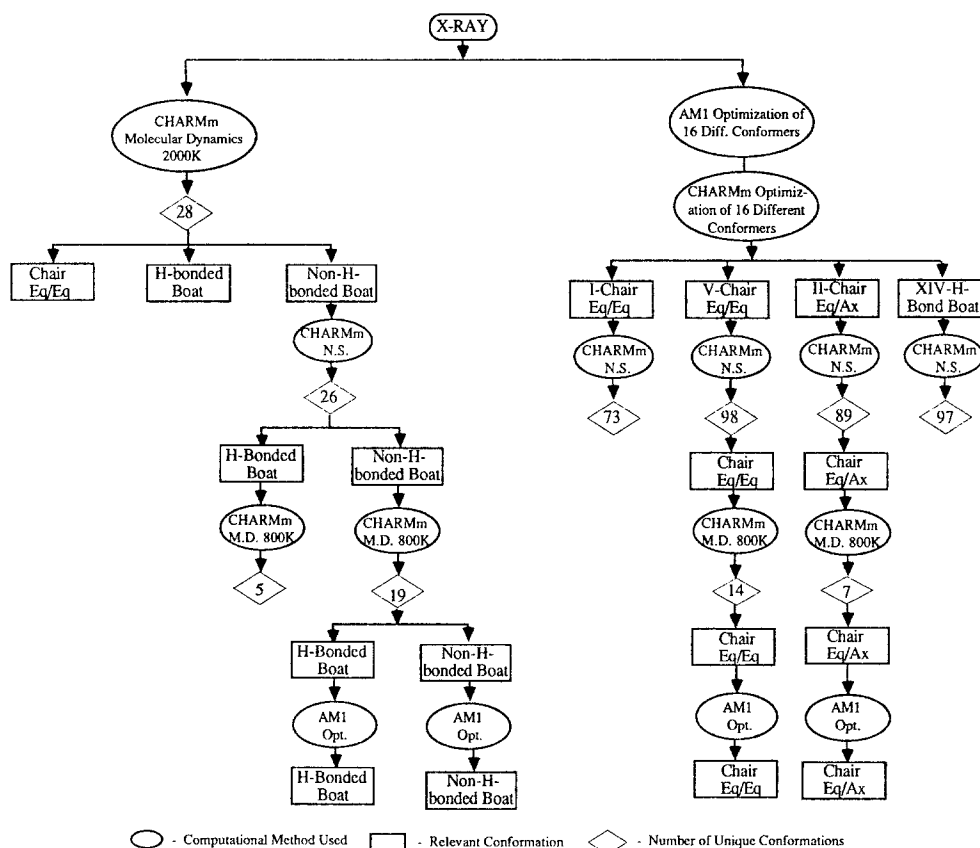 X-RAY
CHARMm
Molecular Dynamics
2000K
28
Chair
Eq/Eq
H-bonded
Boat
Non-H-
bonded Boat
CHARMm
N.S.
26
H-Bonded
Boat
Non-H-
bonded Boat
CHARMm
M.D. 800K
CHARMm
M.D. 800K
5
19
H-Bonded
Boat
Non-H-
bonded Boat
AM1
Opt.
AM1
Opt.
H-Bonded
Boat
Non-H-
bonded Boat
AM1 Optimization of
16 Diff. Conformers
CHARMm Optimiz-
ation of 16 Different
Conformers
I-Chair
Eq/Eq
V-Chair
Eq/Eq
II-Chair
Eq/Ax
XIV-H-
Bond Boat
CHARMm
N.S.
CHARMm
N.S.
CHARMm
N.S.
CHARMm
N.S.
73
98
89
97
Chair
Eq/Eq
Chair
Eq/Ax
CHARMm
M.D. 800K
CHARMm
M.D. 800K
14
7
Chair
Eq/Eq
Chair
Eq/Ax
AM1
Opt.
AM1
Opt.
Chair
Eq/Eq
Chair
Eq/Ax
- Computational Method Used
- Relevant Conformation
- Number of Unique Conformations